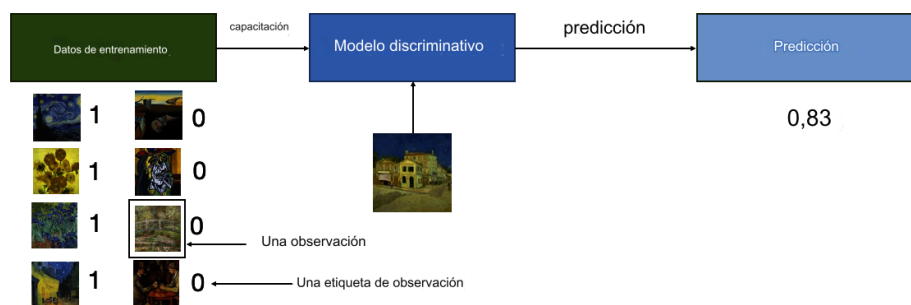 Datos de entrenamiento
capacitación
Modelo discriminativo
predicción
Predicción
1
0
0,83
1
0
1
0
Una observación
1
0
Una etiqueta de observación